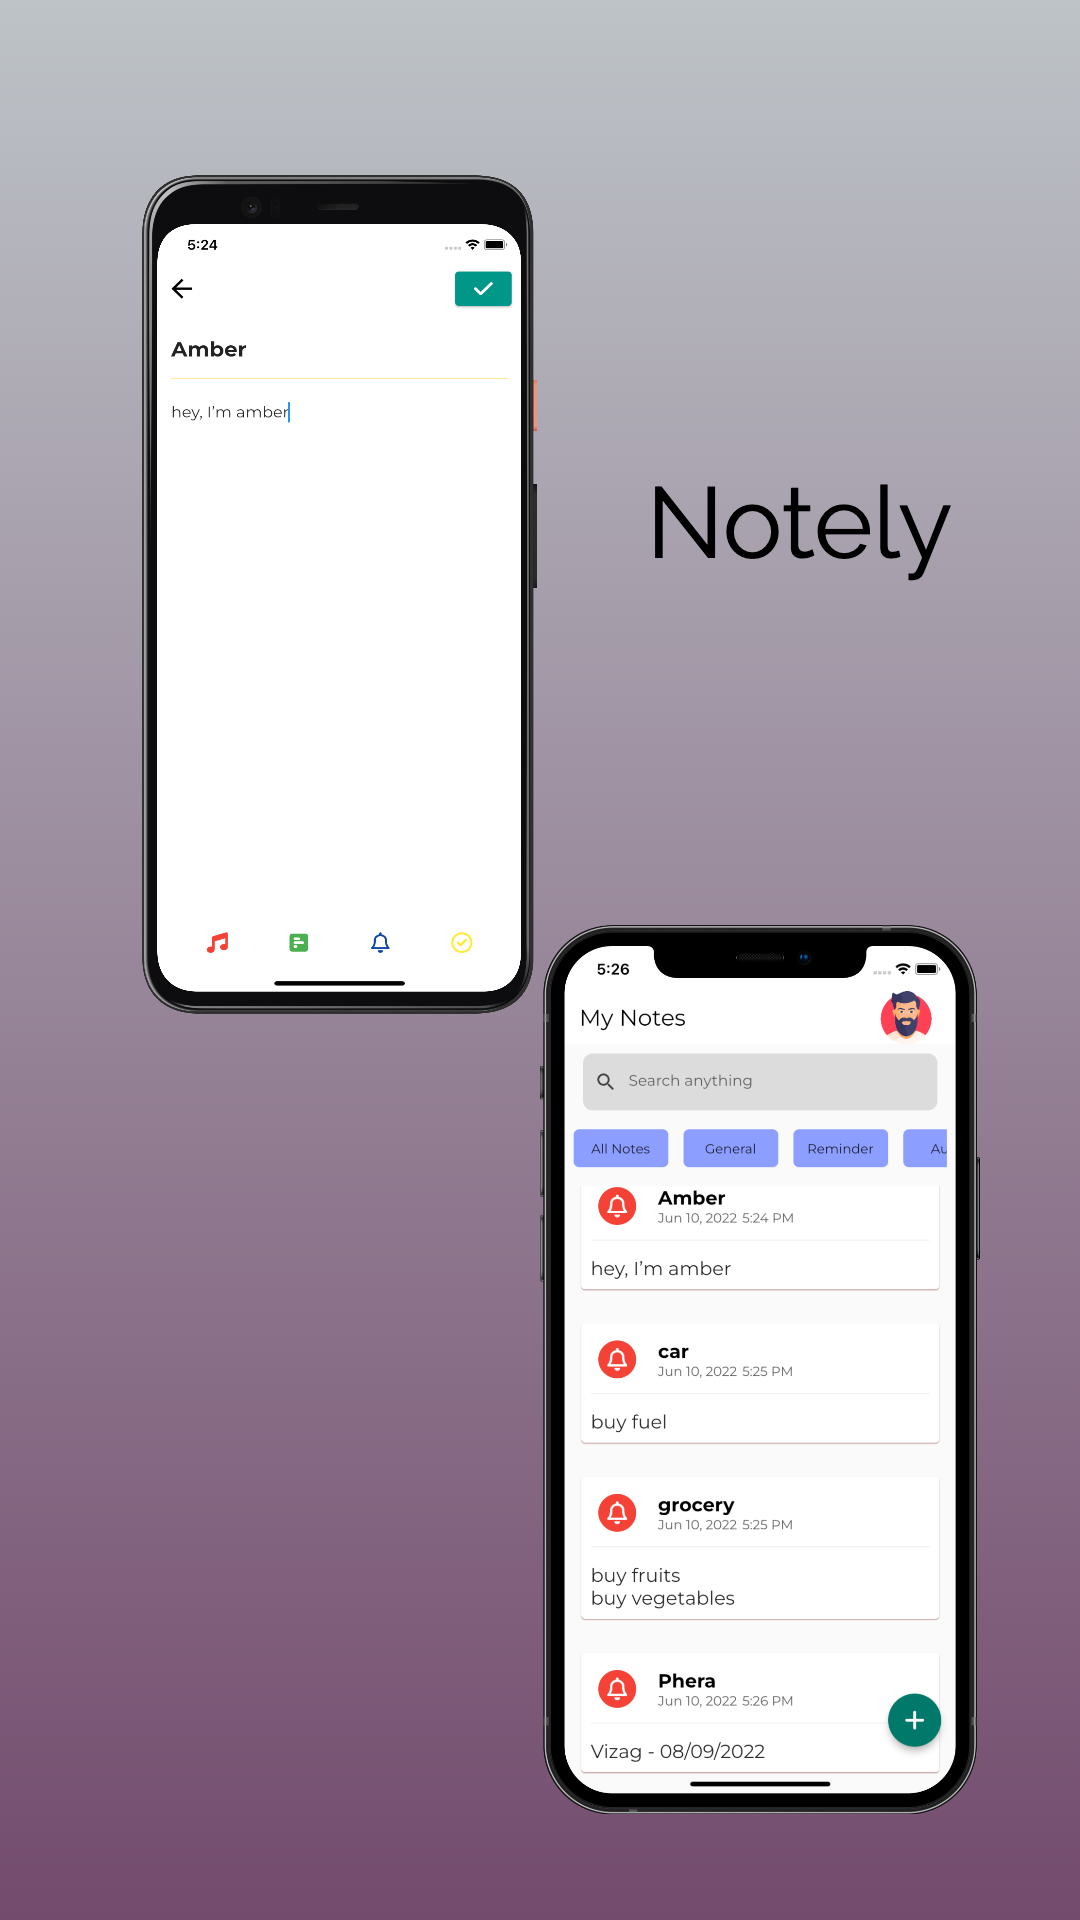 5:24
Amber
hey, I'm amber
Notely
5:26
My Notes
Search anything
All Notes General Reminder Au
Amber
Jun 10, 2022 5:24 PM
hey, I'm amber
car
Jun 10, 2022 5:25 PM
buy fuel
grocery
Jun 10, 2022 5:25 PM
buy fruits
buy vegetables
Phera
Jun 10, 2022 5:26 PM
Vizag - 08/09/2022